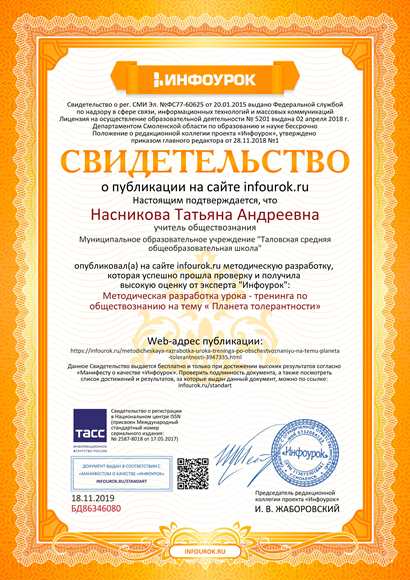 ИНФОУРОК
Свидетельство о рег. СМИ Эл. №ФС77-60625 от 20.01.2015 выдано Федеральной службой
по надзору в сфере связи, информационных технологий и массовых коммуникаций
Лицензия на осуществление образовательной деятельности № 5201 выдана 02 апреля 2018 г.
Департаментом Смоленской области по образованию и науке бессрочно
Положение о редакционной коллегии проекта «Инфоурок», утверждено
приказом главного редактора от 28.11.2018 №1
СВИДЕТЕЛЬСТВО
о публикации на сайте infourok.ru
Настоящим подтверждается, что
Насникова Татьяна Андреевна
учитель обществознания
Муниципальное образовательное учреждение "Таловская средняя
общеобразовательная школа"
опубликовал(а) на сайте infourok.ru методическую разработку,
которая успешно прошла проверку и получила
высокую оценку от эксперта "Инфоурок":
Методическая разработка урока - тренинга по
обществознанию на тему « Планета толерантности»
Web-адрес публикации:
https://infourok.ru/metodicheskaya-razrabotka-uroka-treninga-po-obschestvoznaniyu-na-temu-planeta
-tolerantnosti-3947335.html
Данное Свидетельство выдается бесплатно и только при достижении высоких результатов согласно
«Манифесту о качестве «Инфоурок». Проверить подлинность документа, а также посмотреть
список достижений и результатов, за которые выдан данный документ, можно по ссылке:
infourok.ru/standart
Свидетельство о регистрации
в Национальном центре ISSN
(присвоен Международный
стандартный номер
сериального издания:
№ 2587-8018 от 17.05.2017)
ТАСС
ИНФОРМАЦИОННОЕ
АГЕНТСТВО РОССИИ
ДОКУМЕНТ ВЫДАН В СООТВЕТСТВИИ С
«МАНИФЕСТОМ О КАЧЕСТВЕ «ИНФОУРОК»
INFOUROK.RU/STANDART
«Инфоурок»
18.11.2019
БД86346080
Председатель редакционной
коллегии проекта «Инфоурок»
И. В. ЖАБОРОВСКИЙ
INFOUROK.RU